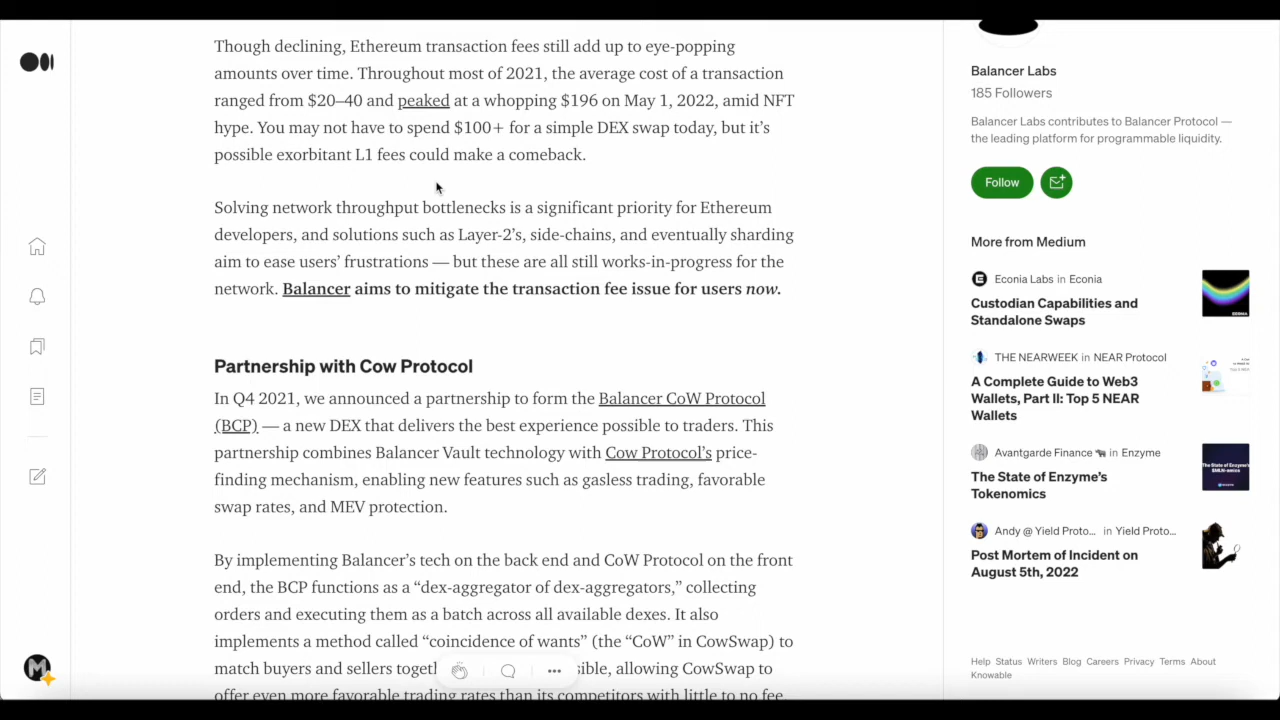 Though declining, Ethereum transaction fees still add up to eye-popping
amounts over time. Throughout most of 2021, the average cost of a transaction
ranged from $20–40 and peaked at a whopping $196 on May 1, 2022, amid NFT
hype. You may not have to spend $100+ for a simple DEX swap today, but it’s
possible exorbitant L1 fees could make a comeback.
Solving network throughput bottlenecks is a significant priority for Ethereum
developers, and solutions such as Layer-2’s, side-chains, and eventually sharding
aim to ease users’ frustrations — but these are all still works-in-progress for the
network. Balancer aims to mitigate the transaction fee issue for users now.
Partnership with Cow Protocol
In Q4 2021, we announced a partnership to form the Balancer CoW Protocol
(BCP) — a new DEX that delivers the best experience possible to traders. This
partnership combines Balancer Vault technology with Cow Protocol’s price-
finding mechanism, enabling new features such as gasless trading, favorable
swap rates, and MEV protection.
By implementing Balancer’s tech on the back end and CoW Protocol on the front
end, the BCP functions as a “dex-aggregator of dex-aggregators,” collecting
orders and executing them as a batch across all available dexes. It also
implements a method called “coincidence of wants” (the “CoW” in CowSwap) to
match buyers and sellers togeth sible, allowing CowSwap to
offer even more favorable trading rates than its competitors with little to no fee.
Balancer Labs
185 Followers
Balancer Labs contributes to Balancer Protocol —
the leading platform for programmable liquidity.
Follow
More from Medium
Econia Labs in Econia
Custodian Capabilities and
Standalone Swaps
THE NEARWEEK in NEAR Protocol
A Complete Guide to Web3
Wallets, Part II: Top 5 NEAR
Wallets
Avantgarde Finance in Enzyme
The State of Enzyme’s
Tokenomics
Andy @ Yield Proto… in Yield Proto…
Post Mortem of Incident on
August 5th, 2022
Help Status Writers Blog Careers Privacy Terms About
Knowable